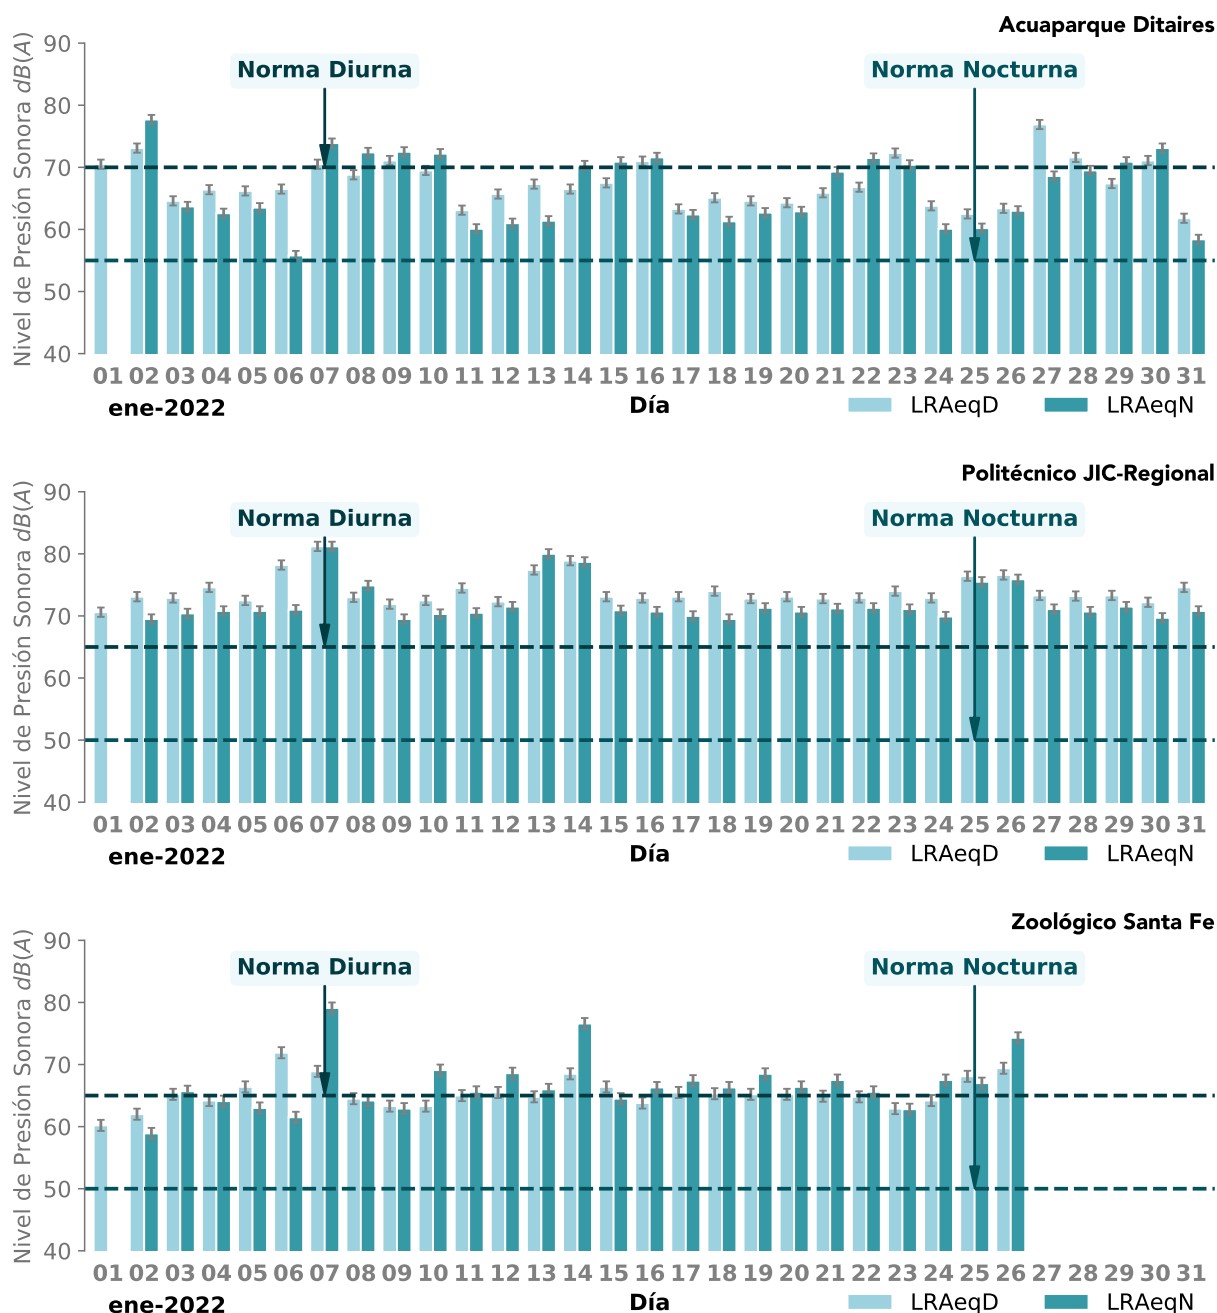 Acuaparque Ditaires
Nivel de Presión Sonora dB(A)
90
80
70
60
50
40
Norma Diurna
Norma Nocturna
01 02 03 04 05 06 07 08 09 10 11 12 13 14 15 16 17 18 19 20 21 22 23 24 25 26 27 28 29 30 31
ene-2022
Día
LRAeqD
LRAeqN
Politécnico JIC-Regional
Nivel de Presión Sonora dB(A)
90
80
70
60
50
40
Norma Diurna
Norma Nocturna
01 02 03 04 05 06 07 08 09 10 11 12 13 14 15 16 17 18 19 20 21 22 23 24 25 26 27 28 29 30 31
ene-2022
Día
LRAeqD
LRAeqN
Zoológico Santa Fe
Nivel de Presión Sonora dB(A)
90
80
70
60
50
40
Norma Diurna
Norma Nocturna
01 02 03 04 05 06 07 08 09 10 11 12 13 14 15 16 17 18 19 20 21 22 23 24 25 26 27 28 29 30 31
ene-2022
Día
LRAeqD
LRAeqN